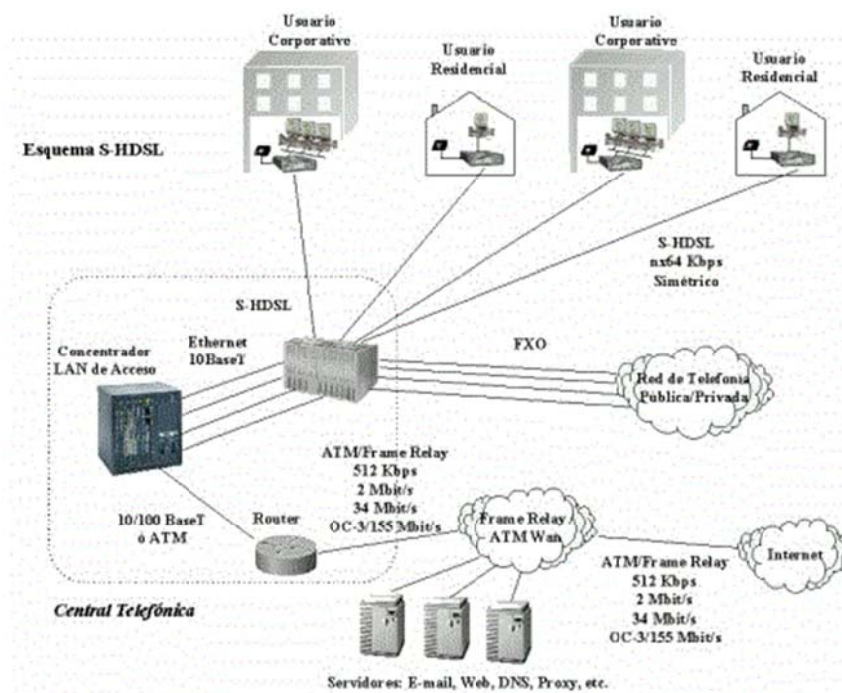 Usuario
Corporative
Usuario
Residencial
Usuario
Corporative
Usuario
Residencial
Esquema S-HDSL
S-HDSL
nx64 Kbps
Simétrico
S-HDSL
Ethernet
10BaseT
Concentrador
LAN de Acceso
FXO
Red de Telefonía
Pública/Privada
ATM/Frame Relay
512 Kbps
2 Mbit/s
34 Mbit/s
OC-3/155 Mbit/s
10/100 BaseT
ó ATM
Router
Frame Relay /
ATM Wan
Internet
ATM/Frame Relay
512 Kbps
2 Mbit/s
34 Mbit/s
OC-3/155 Mbit/s
Central Telefónica
Servidores: E-mail, Web, DNS, Proxy, etc.